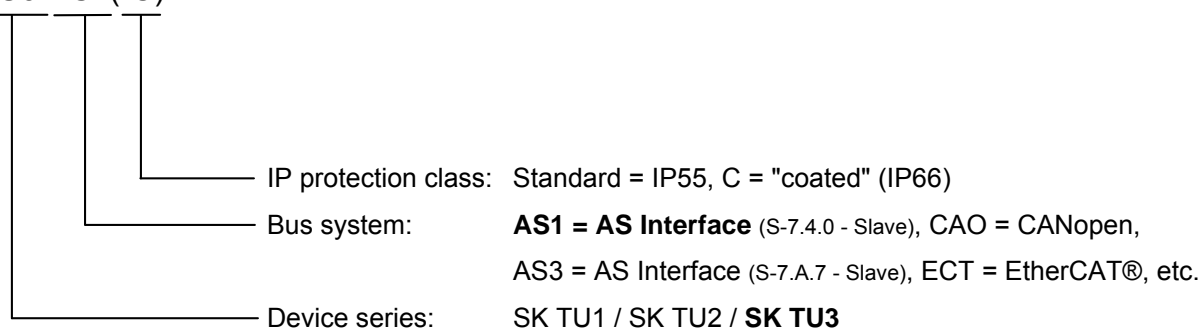 IP protection class: Standard = IP55, C = "coated" (IP66)
Bus system: AS1 = AS Interface (S-7.4.0 - Slave), CAO = CANopen,
AS3 = AS Interface (S-7.A.7 - Slave), ECT = EtherCAT®, etc.
Device series: SK TU1 / SK TU2 / SK TU3